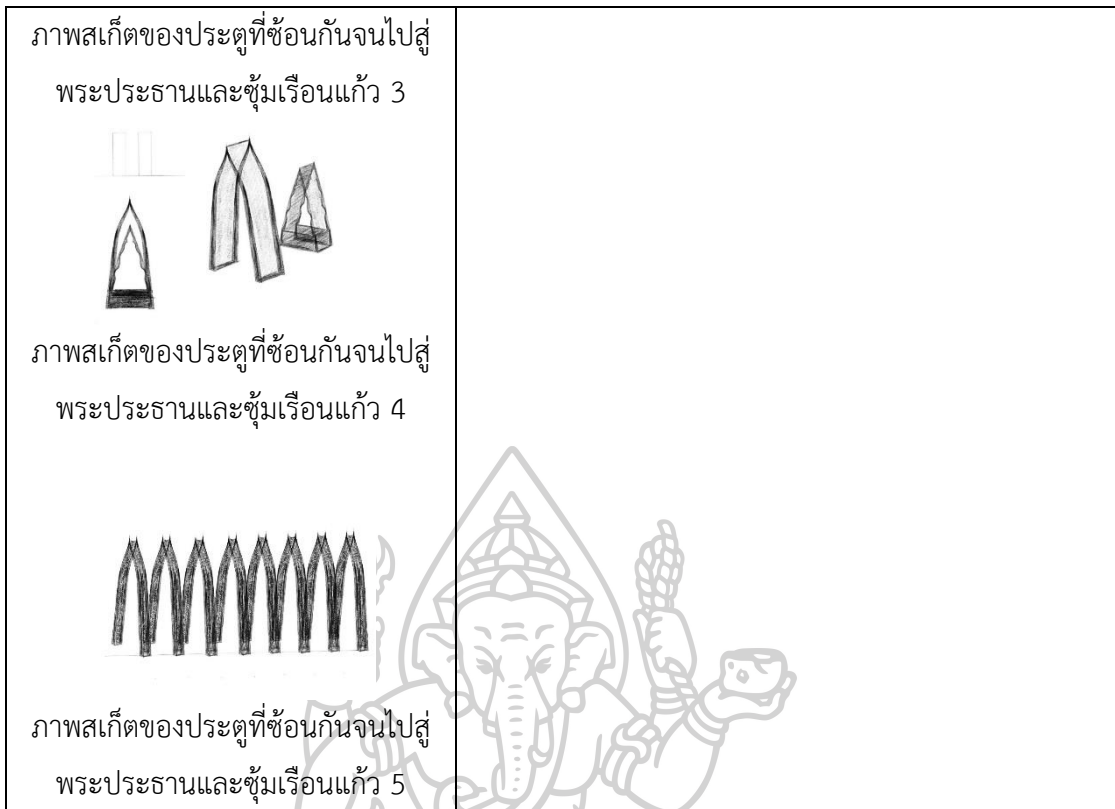 ภาพสเก็ตของประตูที่ซ้อนกันจนไปสู่
พระประธานและซุ้มเรือนแก้ว 3
ภาพสเก็ตของประตูที่ซ้อนกันจนไปสู่
พระประธานและซุ้มเรือนแก้ว 4
ภาพสเก็ตของประตูที่ซ้อนกันจนไปสู่
พระประธานและซุ้มเรือนแก้ว 5